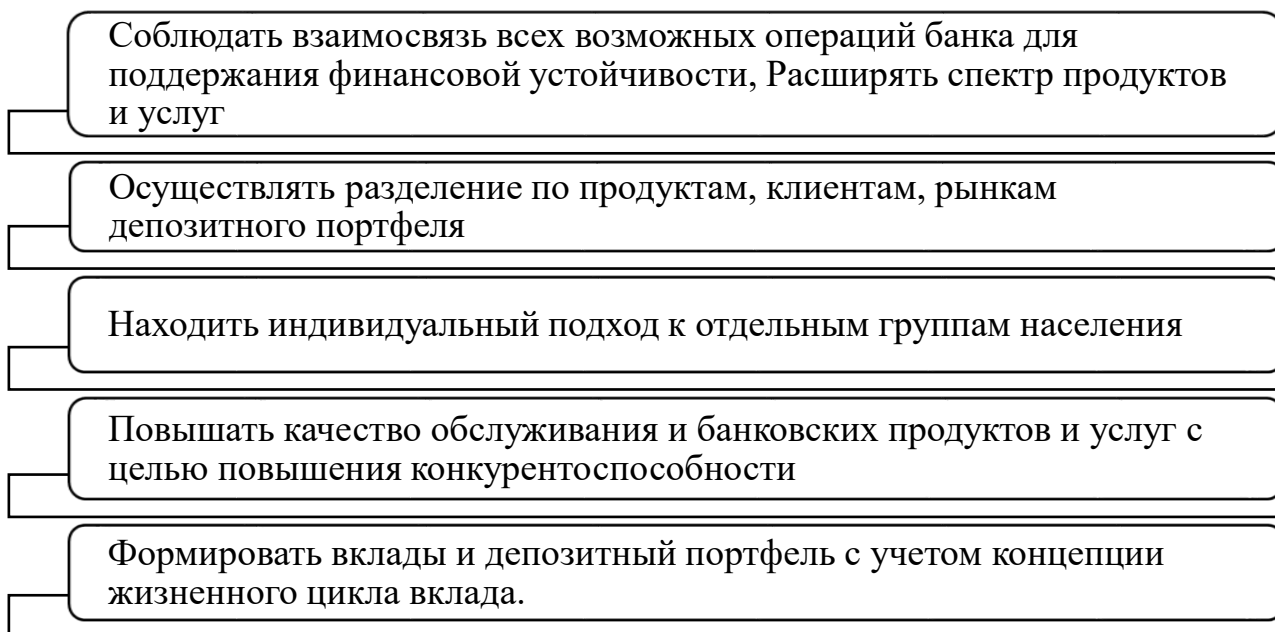 Соблюдать взаимосвязь всех возможных операций банка для
поддержания финансовой устойчивости, Расширять спектр продуктов
и услуг
Осуществлять разделение по продуктам, клиентам, рынкам
депозитного портфеля
Находить индивидуальный подход к отдельным группам населения
Повышать качество обслуживания и банковских продуктов и услуг с
целью повышения конкурентоспособности
Формировать вклады и депозитный портфель с учетом концепции
жизненного цикла вклада.